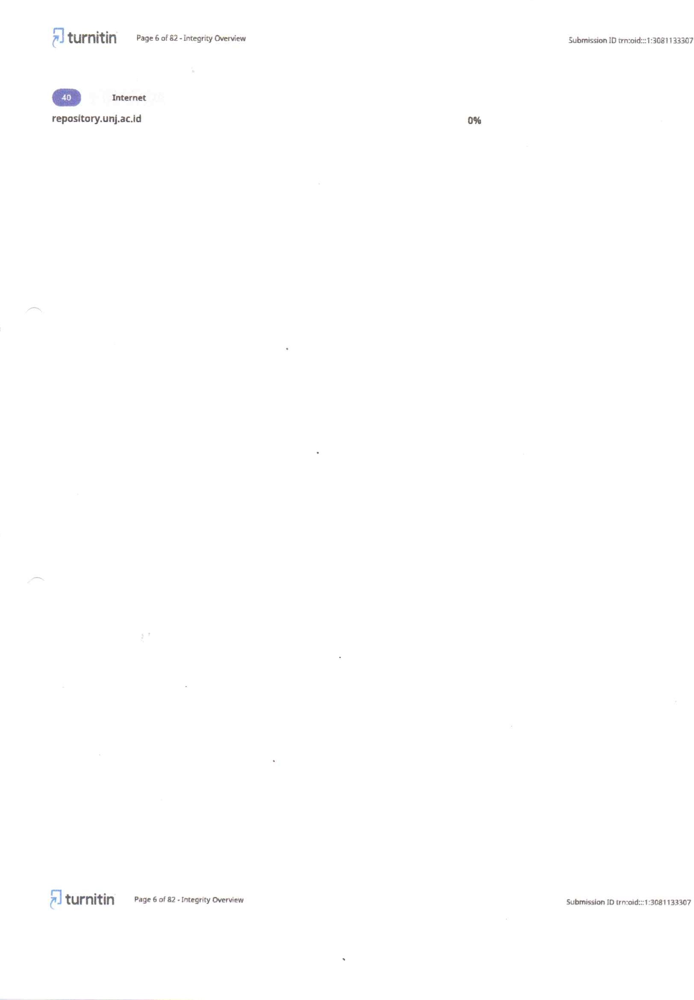 turnitin Page 6 of 82 - Integrity Overview Submission ID trn:oid:::1:3081133307
40 Internet
repository.unj.ac.id 0%
turnitin Page 6 of 82 - Integrity Overview Submission ID trn:oid:::1:3081133307